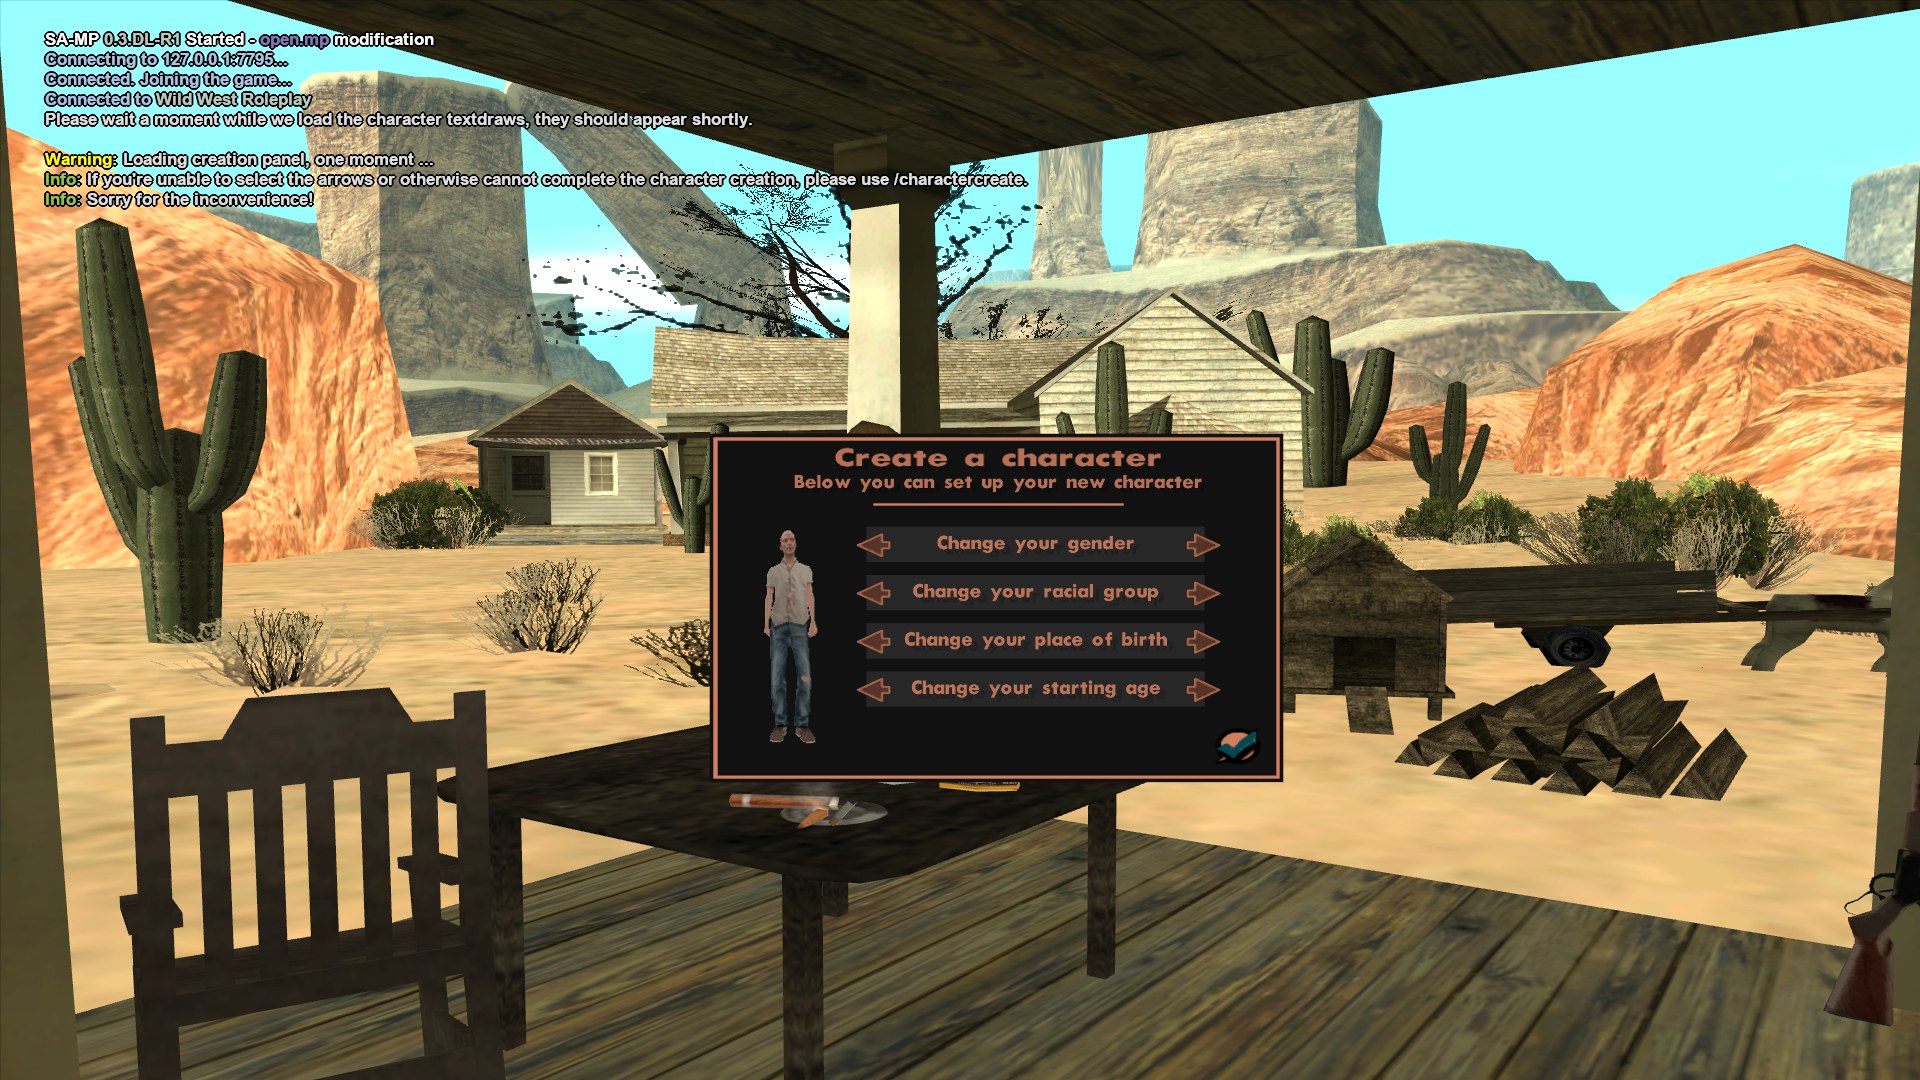 SA-MP 0.3.DL-R1 Started - open.mp modification
Connecting to 127.0.0.1:7795...
Connected. Joining the game...
Connected to Wild West Roleplay
Please wait a moment while we load the character textdraws, they should appear shortly.
Warning: Loading creation panel, one moment ...
Info: If you're unable to select the arrows or otherwise cannot complete the character creation, please use /charactercreate.
Info: Sorry for the inconvenience!
Create a character
Below you can set up your new character
Change your gender
Change your racial group
Change your place of birth
Change your starting age